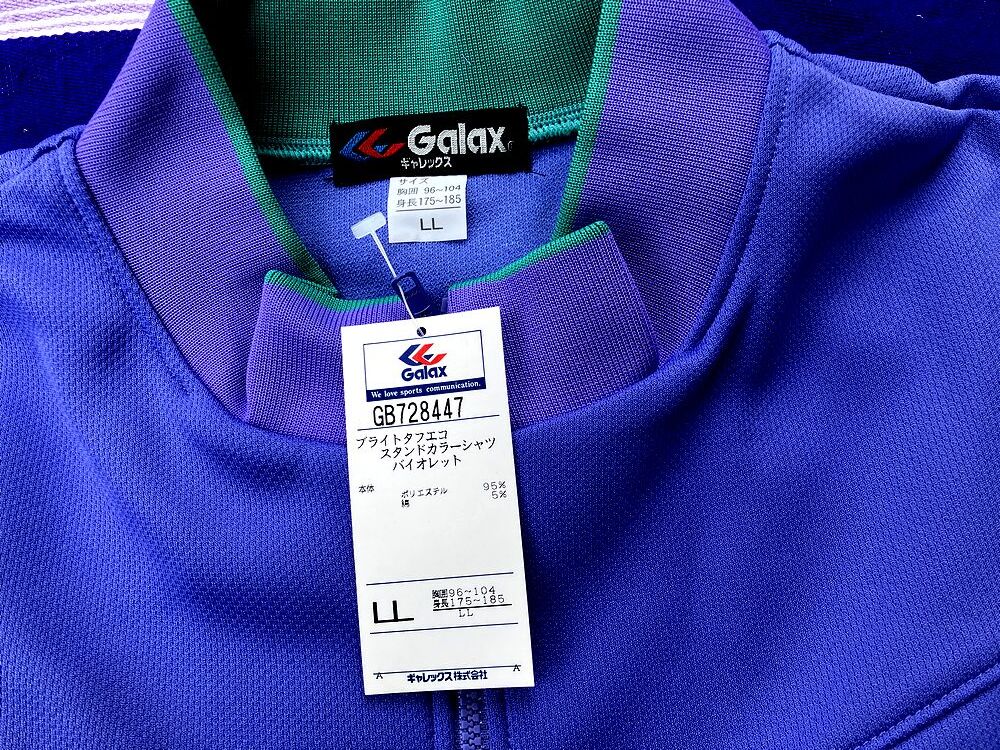 Galax
ギャレックス
サイズ
胸囲 96~104
身長175~185
LL
Galax
We love sports communication.
GB728447
ブライトタフエコ
スタンドカラーシャツ
バイオレット
本体 ポリエステル 95%
綿 5%
LL
胸囲96~104
身長175~185
LL
ギャレックス株式会社